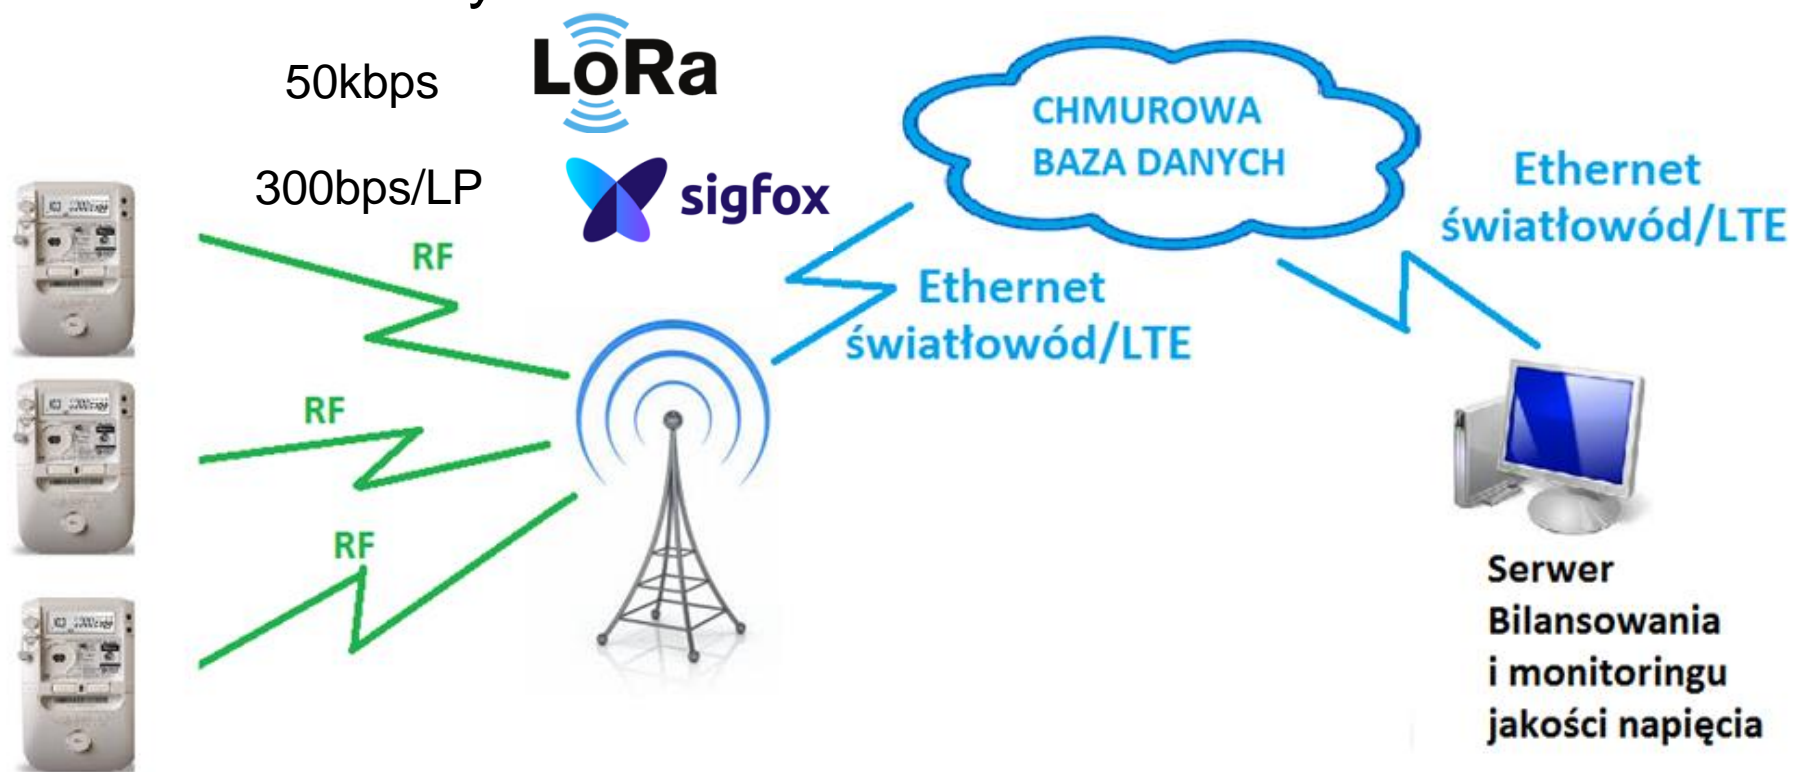 50kbps
LoRa
300bps/LP
sigfox
RF
RF
RF
CHMUROWA
BAZA DANYCH
Ethernet
światłowód/LTE
Ethernet
światłowód/LTE
Serwer
Bilansowania
i monitoringu
jakości napięcia